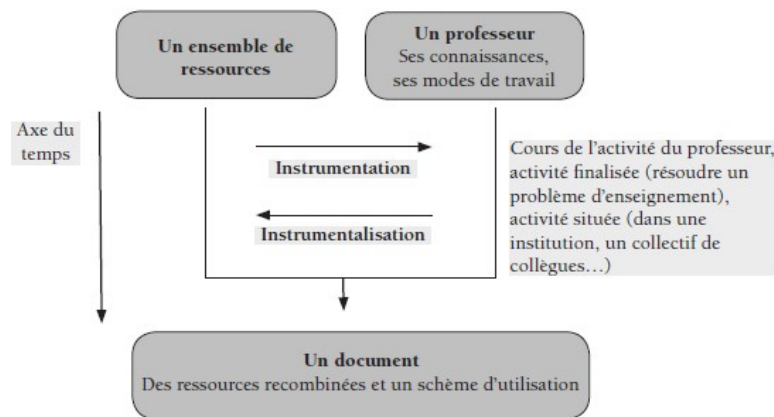 Un ensemble de
ressources
Un professeur
Ses connaissances,
ses modes de travail
Axe du
temps
Instrumentation
Instrumentalisation
Cours de l'activité du professeur,
activité finalisée (résoudre un
problème d'enseignement),
activité située (dans une
institution, un collectif de
collègues…)
Un document
Des ressources recombinées et un schème d'utilisation